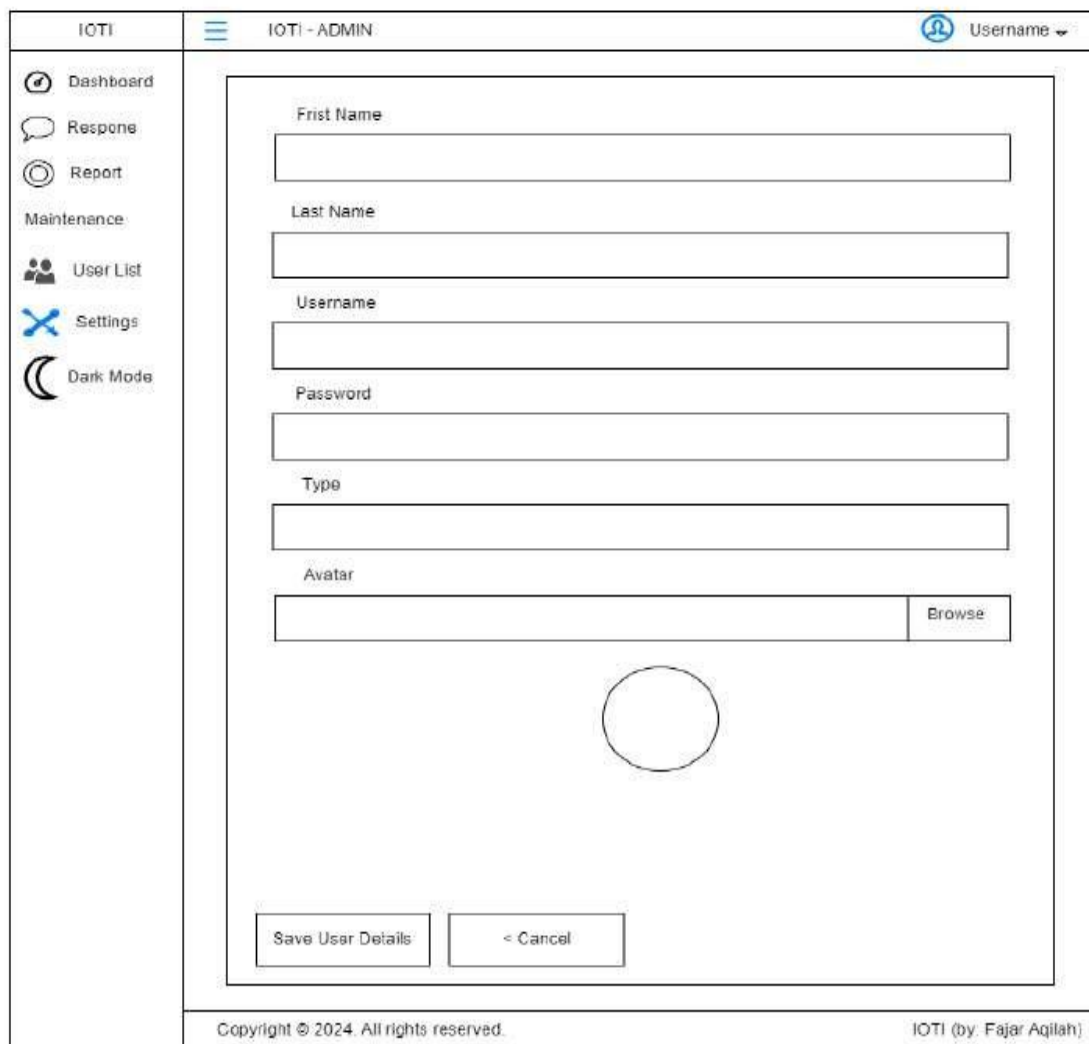 IOTI
IOTI - ADMIN
Username
Dashboard
Respone
Report
Maintenance
User List
Settings
Dark Mode
Frist Name
Last Name
Username
Password
Type
Avatar
Browse
Save User Details
< Cancel
Copyright © 2024. All rights reserved.
IOTI (by. Fajar Aqilah)